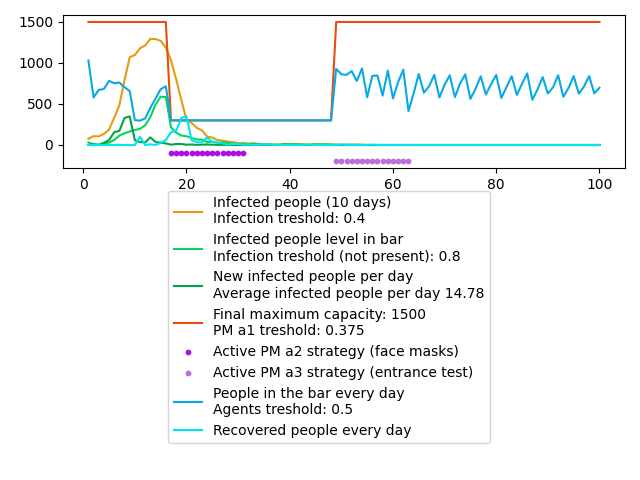 1500
1000
500
0
0
20
40
60
80
100
Infected people (10 days)
Infection treshold: 0.4
Infected people level in bar
Infection treshold (not present): 0.8
New infected people per day
Average infected people per day 14.78
Final maximum capacity: 1500
PM a1 treshold: 0.375
Active PM a2 strategy (face masks)
Active PM a3 strategy (entrance test)
People in the bar every day
Agents treshold: 0.5
Recovered people every day